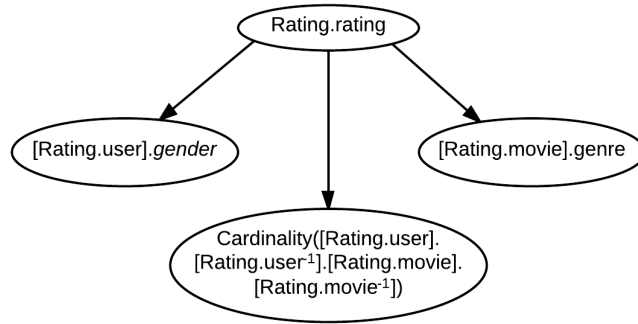 Rating.rating
[Rating.user].gender
[Rating.movie].genre
Cardinality([Rating.user].
[Rating.user-1].[Rating.movie].
[Rating.movie-1])